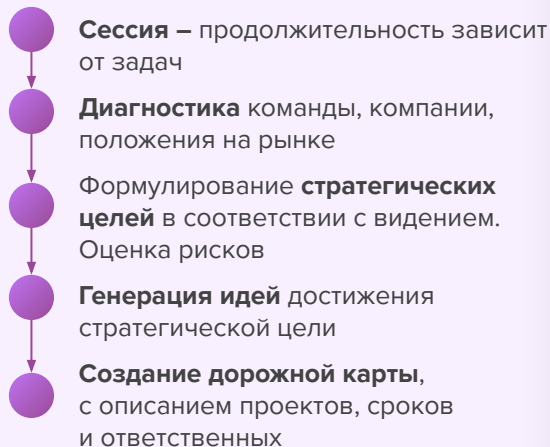 Сессия – продолжительность зависит
от задач
Диагностика команды, компании,
положения на рынке
Формулирование стратегических
целей в соответствии с видением.
Оценка рисков
Генерация идей достижения
стратегической цели
Создание дорожной карты,
с описанием проектов, сроков
и ответственных